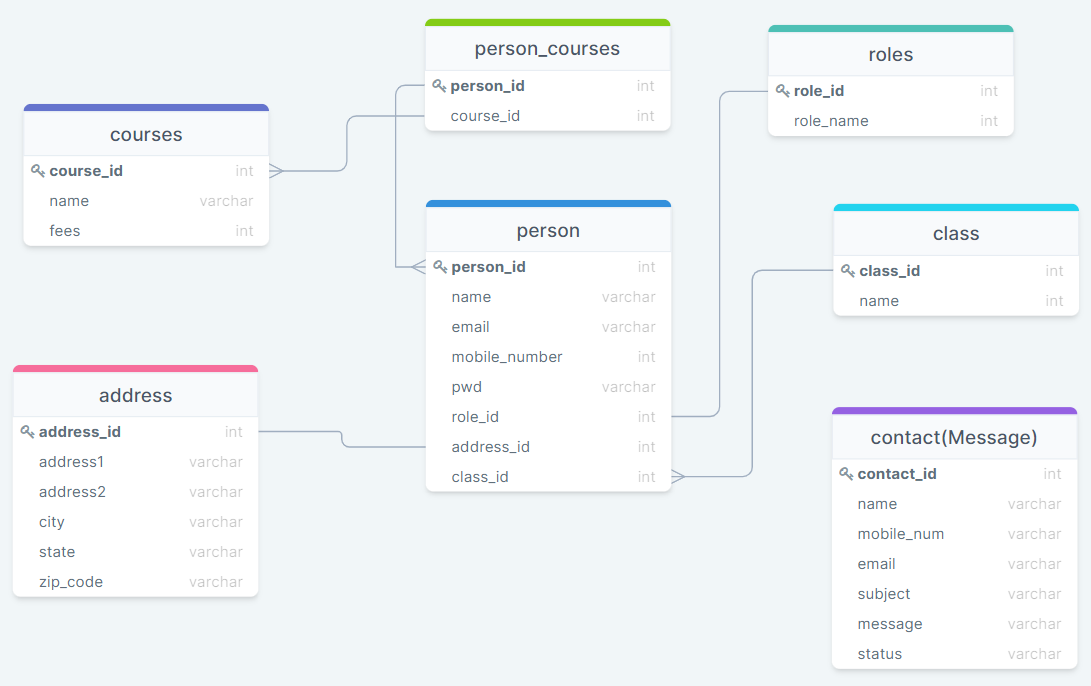 person_courses
person_id int
course_id int
roles
role_id int
role_name int
courses
course_id int
name varchar
fees int
person
person_id int
name varchar
email varchar
mobile_number int
pwd varchar
role_id int
address_id int
class_id int
class
class_id int
name int
address
address_id int
address1 varchar
address2 varchar
city varchar
state varchar
zip_code varchar
contact(Message)
contact_id int
name varchar
mobile_num varchar
email varchar
subject varchar
message varchar
status varchar